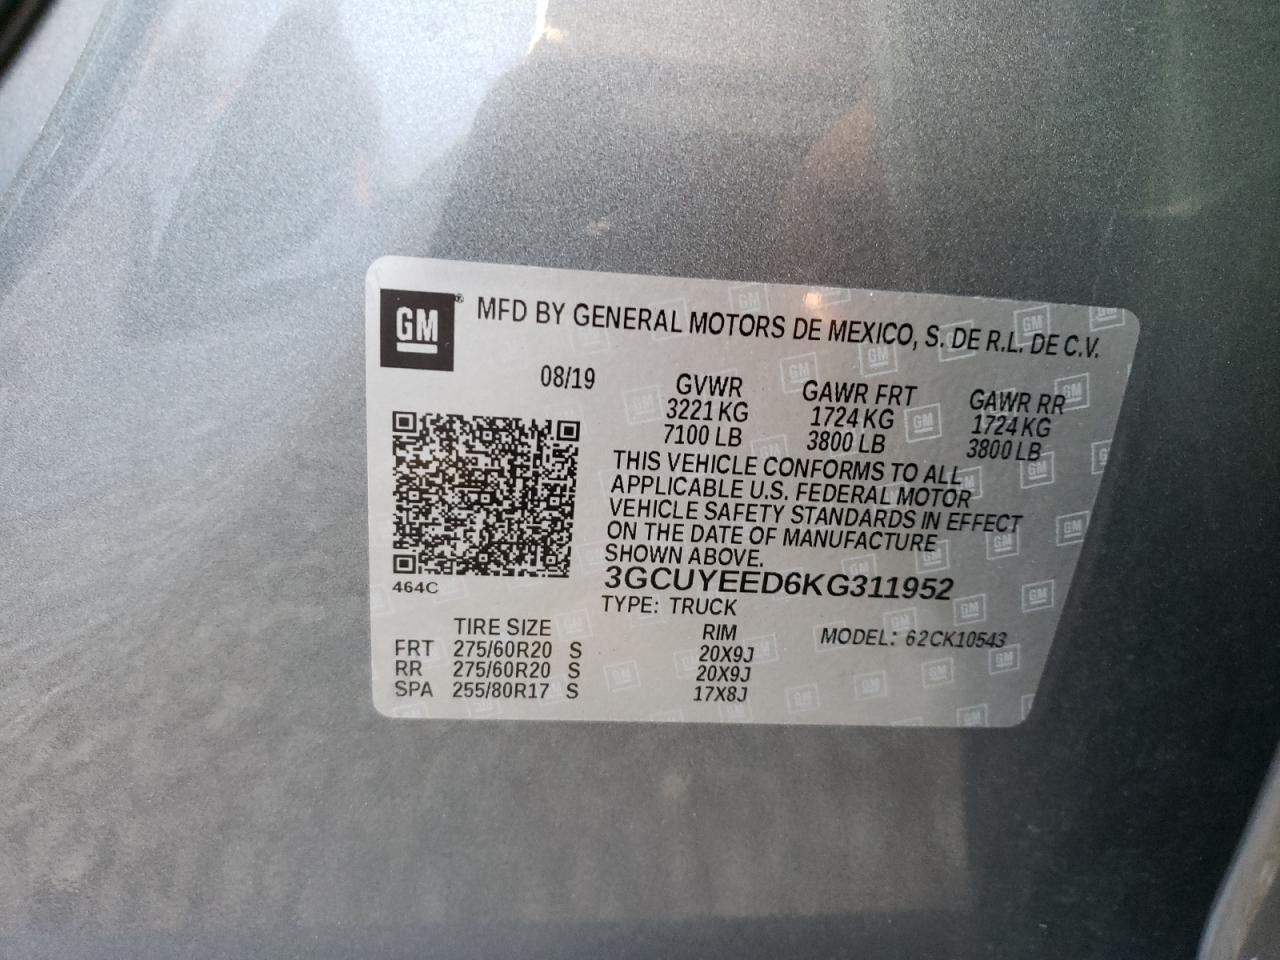 GM
MFD BY GENERAL MOTORS DE MEXICO, S. DE R.L. DE C.V.
08/19 GVWR GAWR FRT GAWR RR
3221 KG 1724 KG 1724 KG
7100 LB 3800 LB 3800 LB
THIS VEHICLE CONFORMS TO ALL
APPLICABLE U.S. FEDERAL MOTOR
VEHICLE SAFETY STANDARDS IN EFFECT
ON THE DATE OF MANUFACTURE
SHOWN ABOVE.
464C
3GCUYEED6KG311952
TYPE: TRUCK
TIRE SIZE RIM MODEL: 62CK10543
FRT 275/60R20 S 20X9J
RR 275/60R20 S 20X9J
SPA 255/80R17 S 17X8J